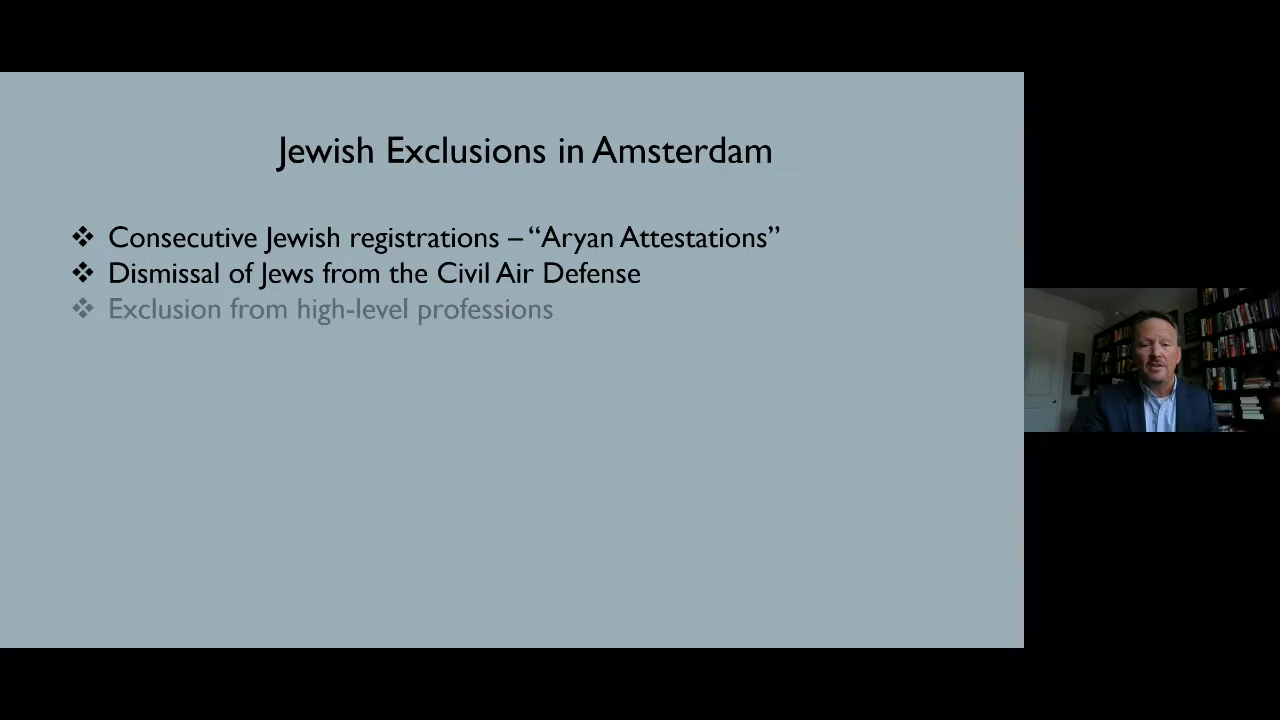 Jewish Exclusions in Amsterdam
❖ Consecutive Jewish registrations – “Aryan Attestations”
❖ Dismissal of Jews from the Civil Air Defense
❖ Exclusion from high-level professions